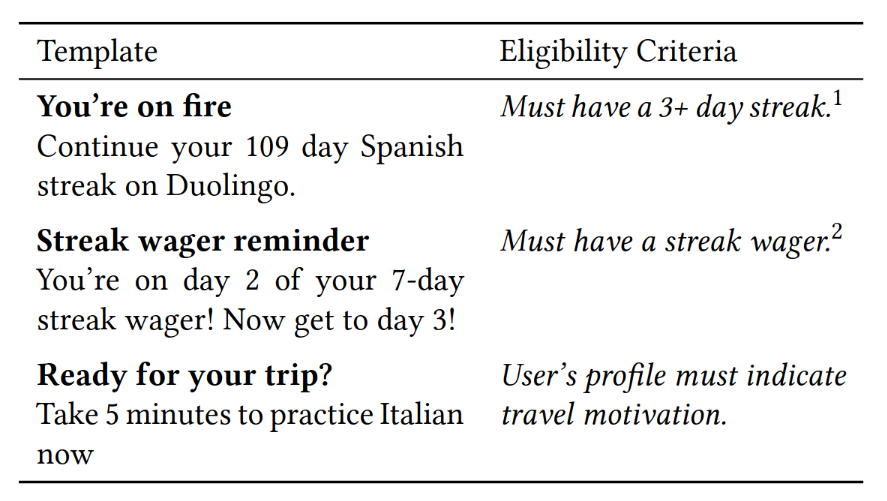 Template Eligibility Criteria
You're on fire Must have a 3+ day streak.¹
Continue your 109 day Spanish
streak on Duolingo.
Streak wager reminder Must have a streak wager.²
You're on day 2 of your 7-day
streak wager! Now get to day 3!
Ready for your trip? User's profile must indicate
Take 5 minutes to practice Italian travel motivation.
now